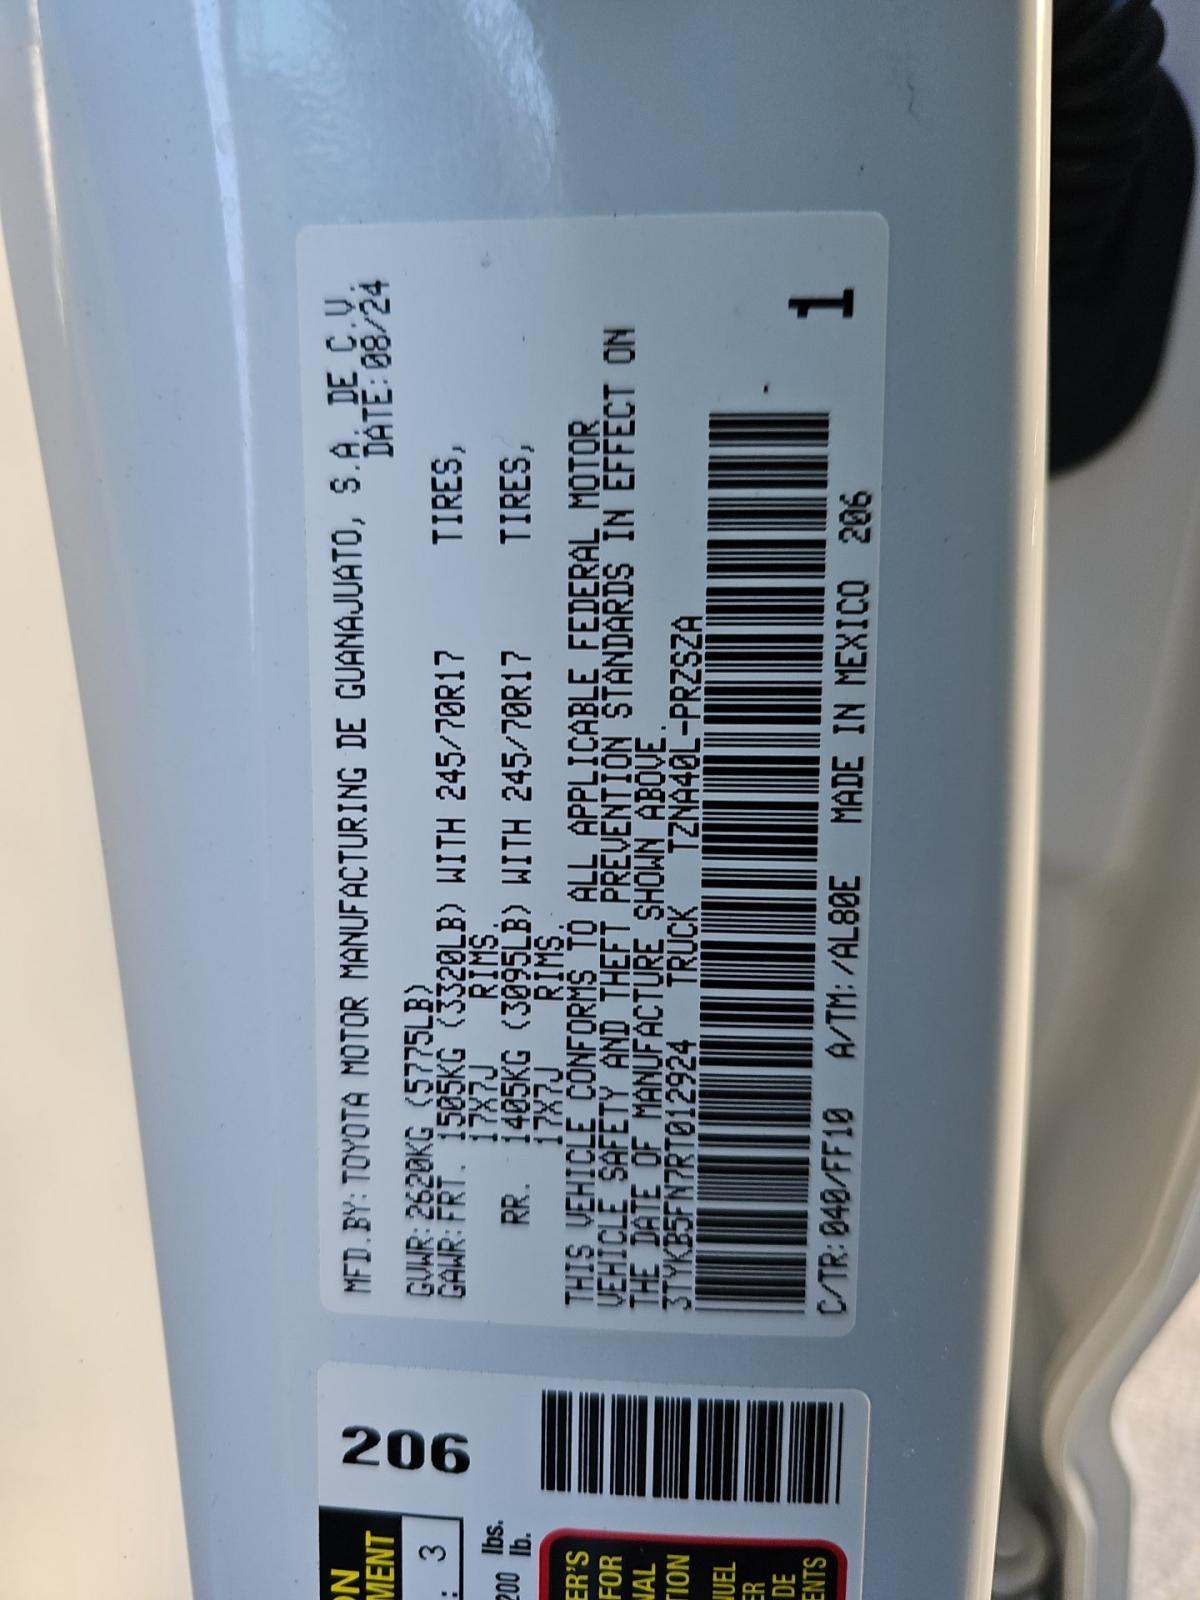 MFD.BY:TOYOTA MOTOR MANUFACTURING DE GUANAJUATO, S.A. DE C.V.
DATE:08/24
GVWR:2620KG (5775LB)
GAWR:FRT. 1505KG (3320LB) WITH 245/70R17 TIRES,
17X7J RIMS.
RR. 1405KG (3095LB) WITH 245/70R17 TIRES,
17X7J RIMS.
THIS VEHICLE CONFORMS TO ALL APPLICABLE FEDERAL MOTOR
VEHICLE SAFETY AND THEFT PREVENTION STANDARDS IN EFFECT ON
THE DATE OF MANUFACTURE SHOWN ABOVE.
3TYKB5FN7RT012924 TRUCK TZNA40L-PRZSZA
1
C/TR:040/FF10 A/TM:/AL80E MADE IN MEXICO 206
206
3
200 lbs.
lb.